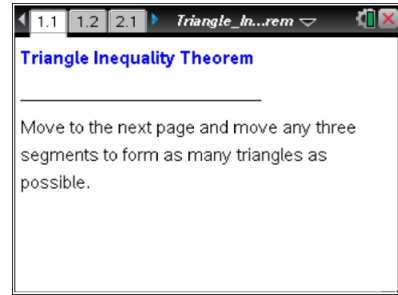 1.1 1.2 2.1 Triangle_In...rem
Triangle Inequality Theorem
Move to the next page and move any three
segments to form as many triangles as
possible.